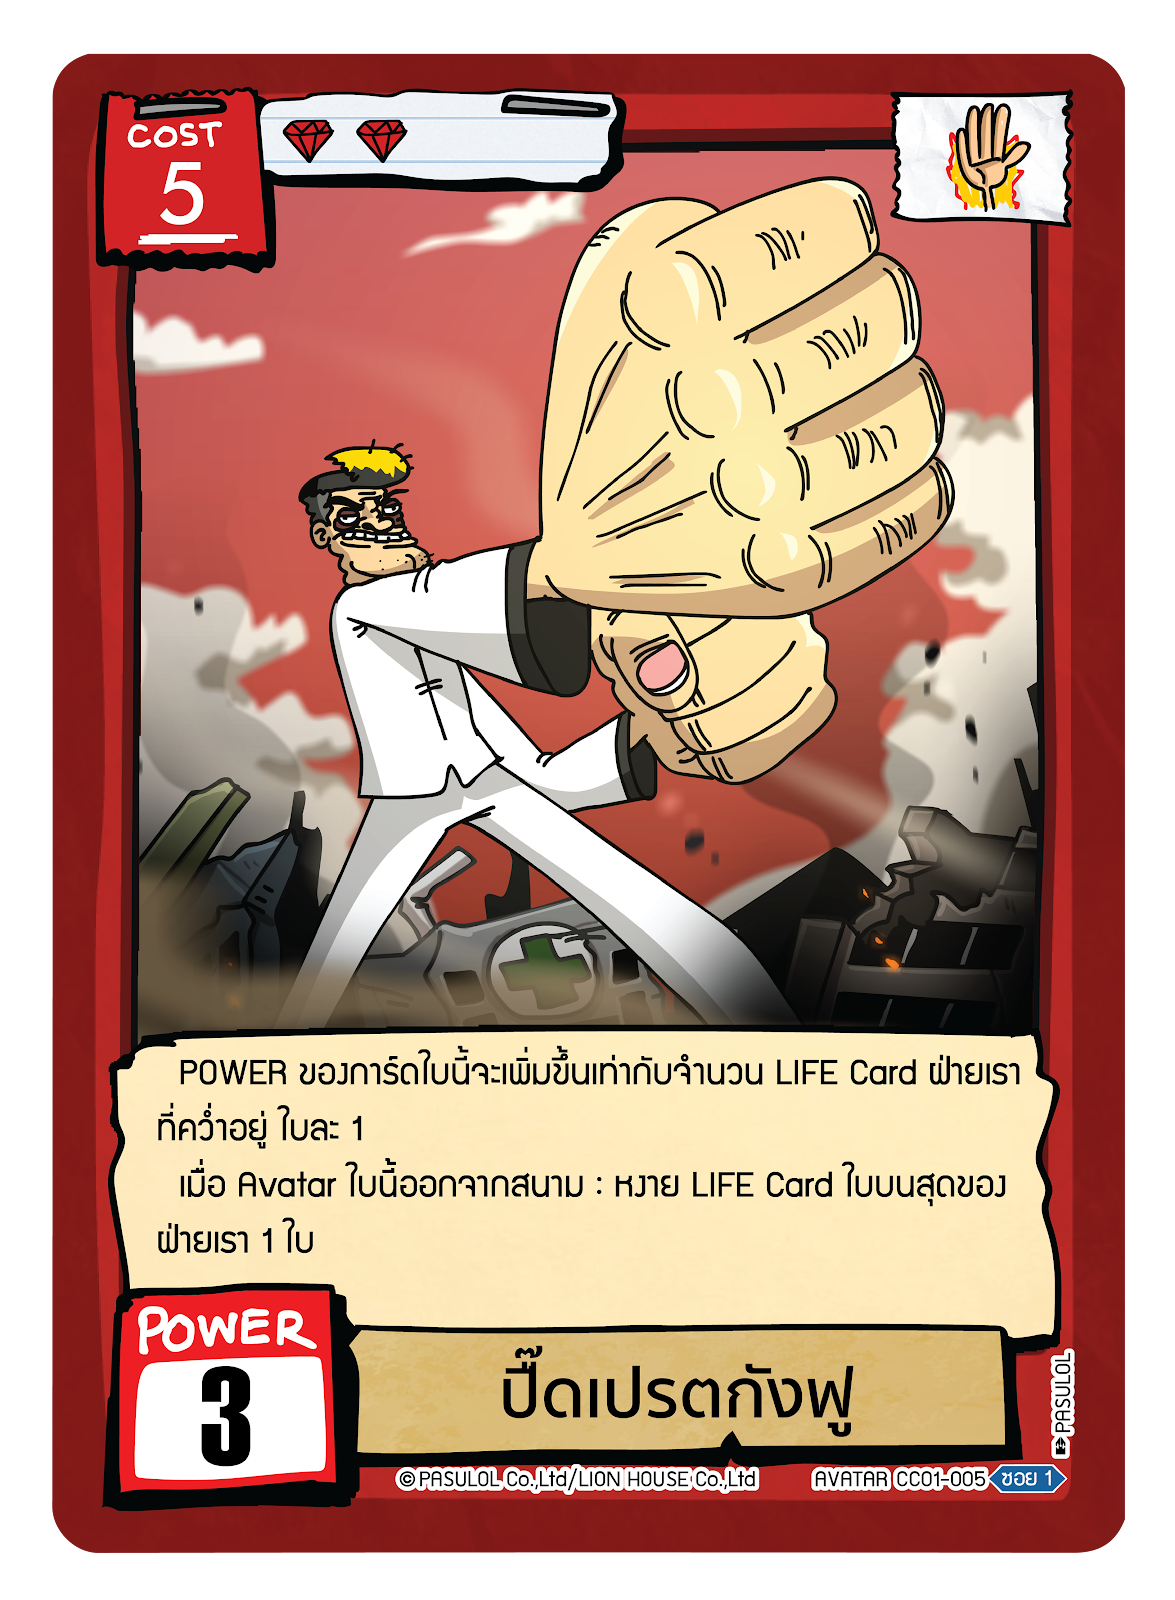 COST
5
POWER ของการ์ดใบนี้จะเพิ่มขึ้นเท่ากับจำนวน LIFE Card ฝ่ายเรา
ที่คว่ำอยู่ ใบละ 1
เมื่อ Avatar ใบนี้ออกจากสนาม : หงาย LIFE Card ใบบนสุดของ
ฝ่ายเรา 1 ใบ
POWER
3
ปี๊ดเปรตกังฟู
PASULOL
© PASULOL Co.,Ltd/LION HOUSE Co.,Ltd
AVATAR CC01-005 ซอย 1